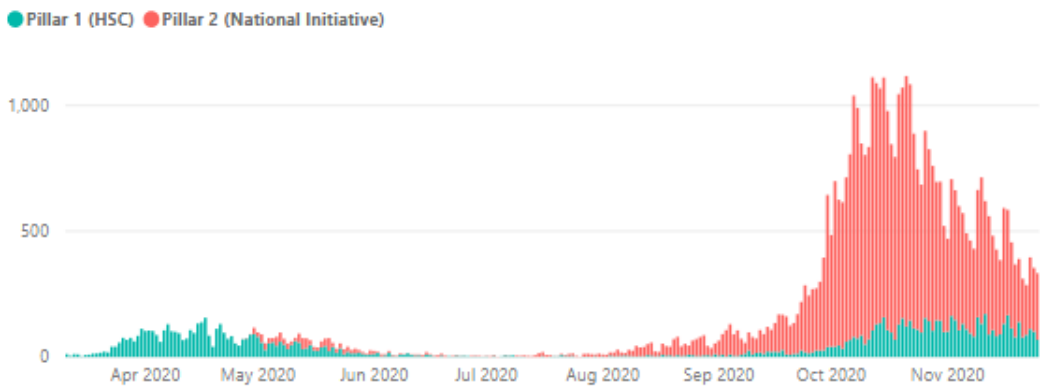 Pillar 1 (HSC) Pillar 2 (National Initiative)
1,000
500
0
Apr 2020 May 2020 Jun 2020 Jul 2020 Aug 2020 Sep 2020 Oct 2020 Nov 2020